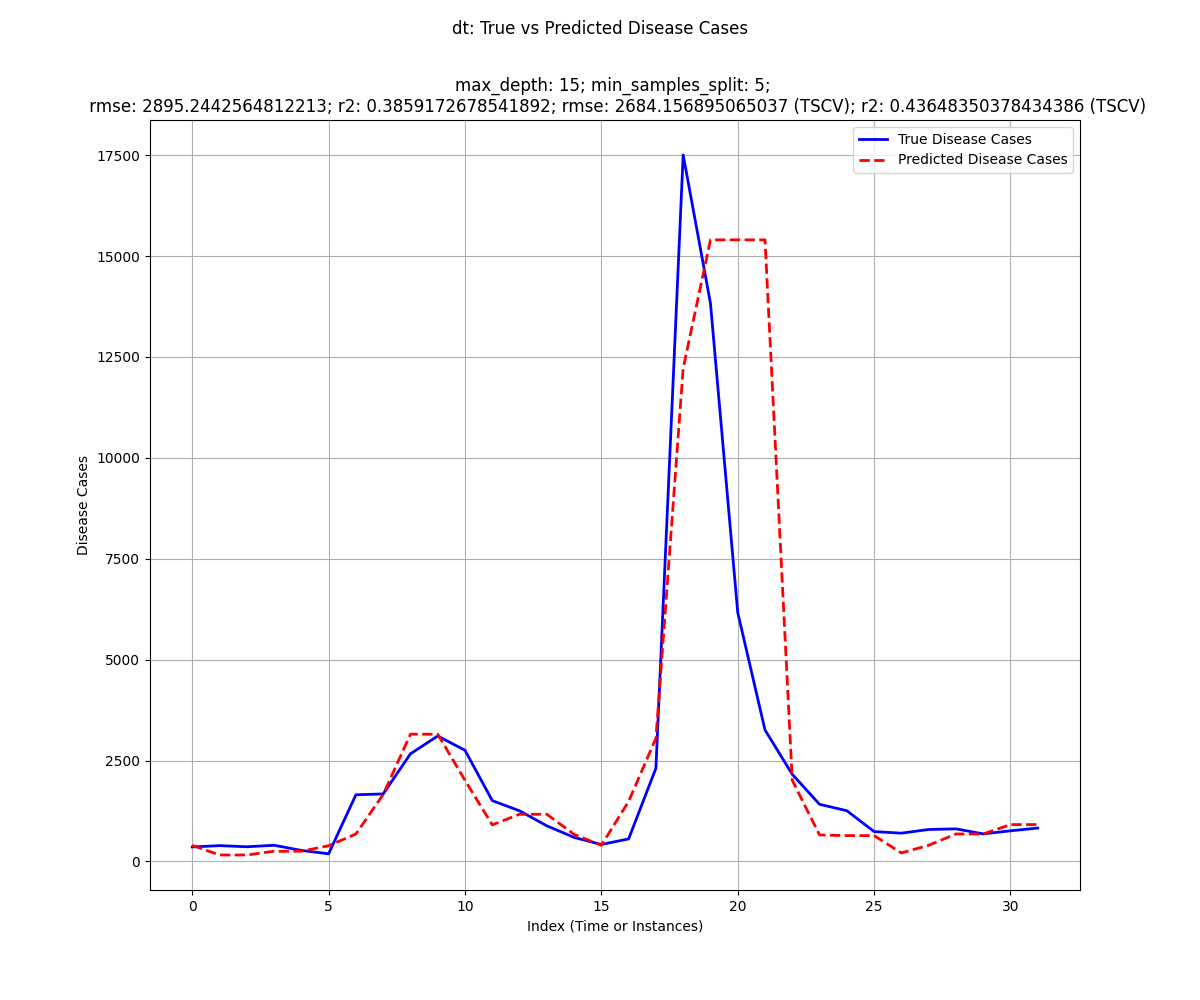 dt: True vs Predicted Disease Cases
max_depth: 15; min_samples_split: 5;
rmse: 2895.2442564812213; r2: 0.3859172678541892; rmse: 2684.156895065037 (TSCV); r2: 0.43648350378434386 (TSCV)
True Disease Cases
Predicted Disease Cases
17500
15000
12500
10000
7500
5000
2500
0
Disease Cases
0 5 10 15 20 25 30
Index (Time or Instances)